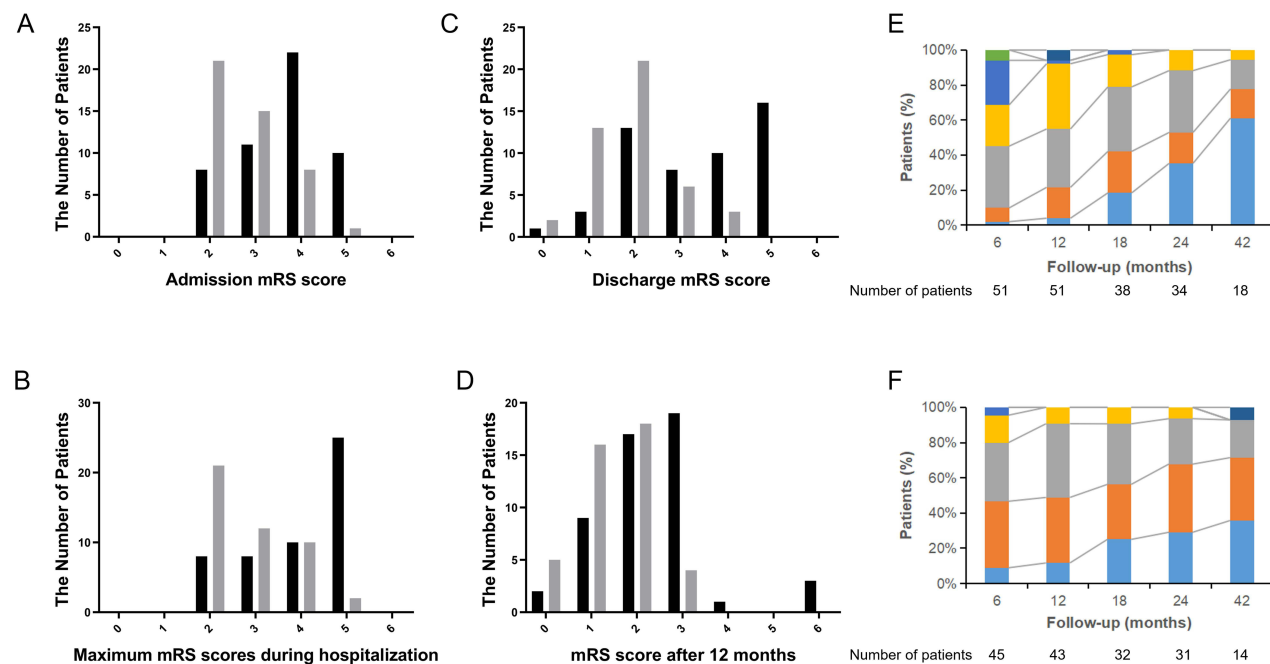 A
The Number of Patients
25
20
15
10
5
0
0 1 2 3 4 5 6
Admission mRS score
C
The Number of Patients
25
20
15
10
5
0
0 1 2 3 4 5 6
Discharge mRS score
E
Patients (%)
100%
80%
60%
40%
20%
0%
6 12 18 24 42
Follow-up (months)
Number of patients 51 51 38 34 18
B
The Number of Patients
30
20
10
0
0 1 2 3 4 5 6
Maximum mRS scores during hospitalization
D
The Number of Patients
20
15
10
5
0
0 1 2 3 4 5 6
mRS score after 12 months
F
Patients (%)
100%
80%
60%
40%
20%
0%
6 12 18 24 42
Follow-up (months)
Number of patients 45 43 32 31 14